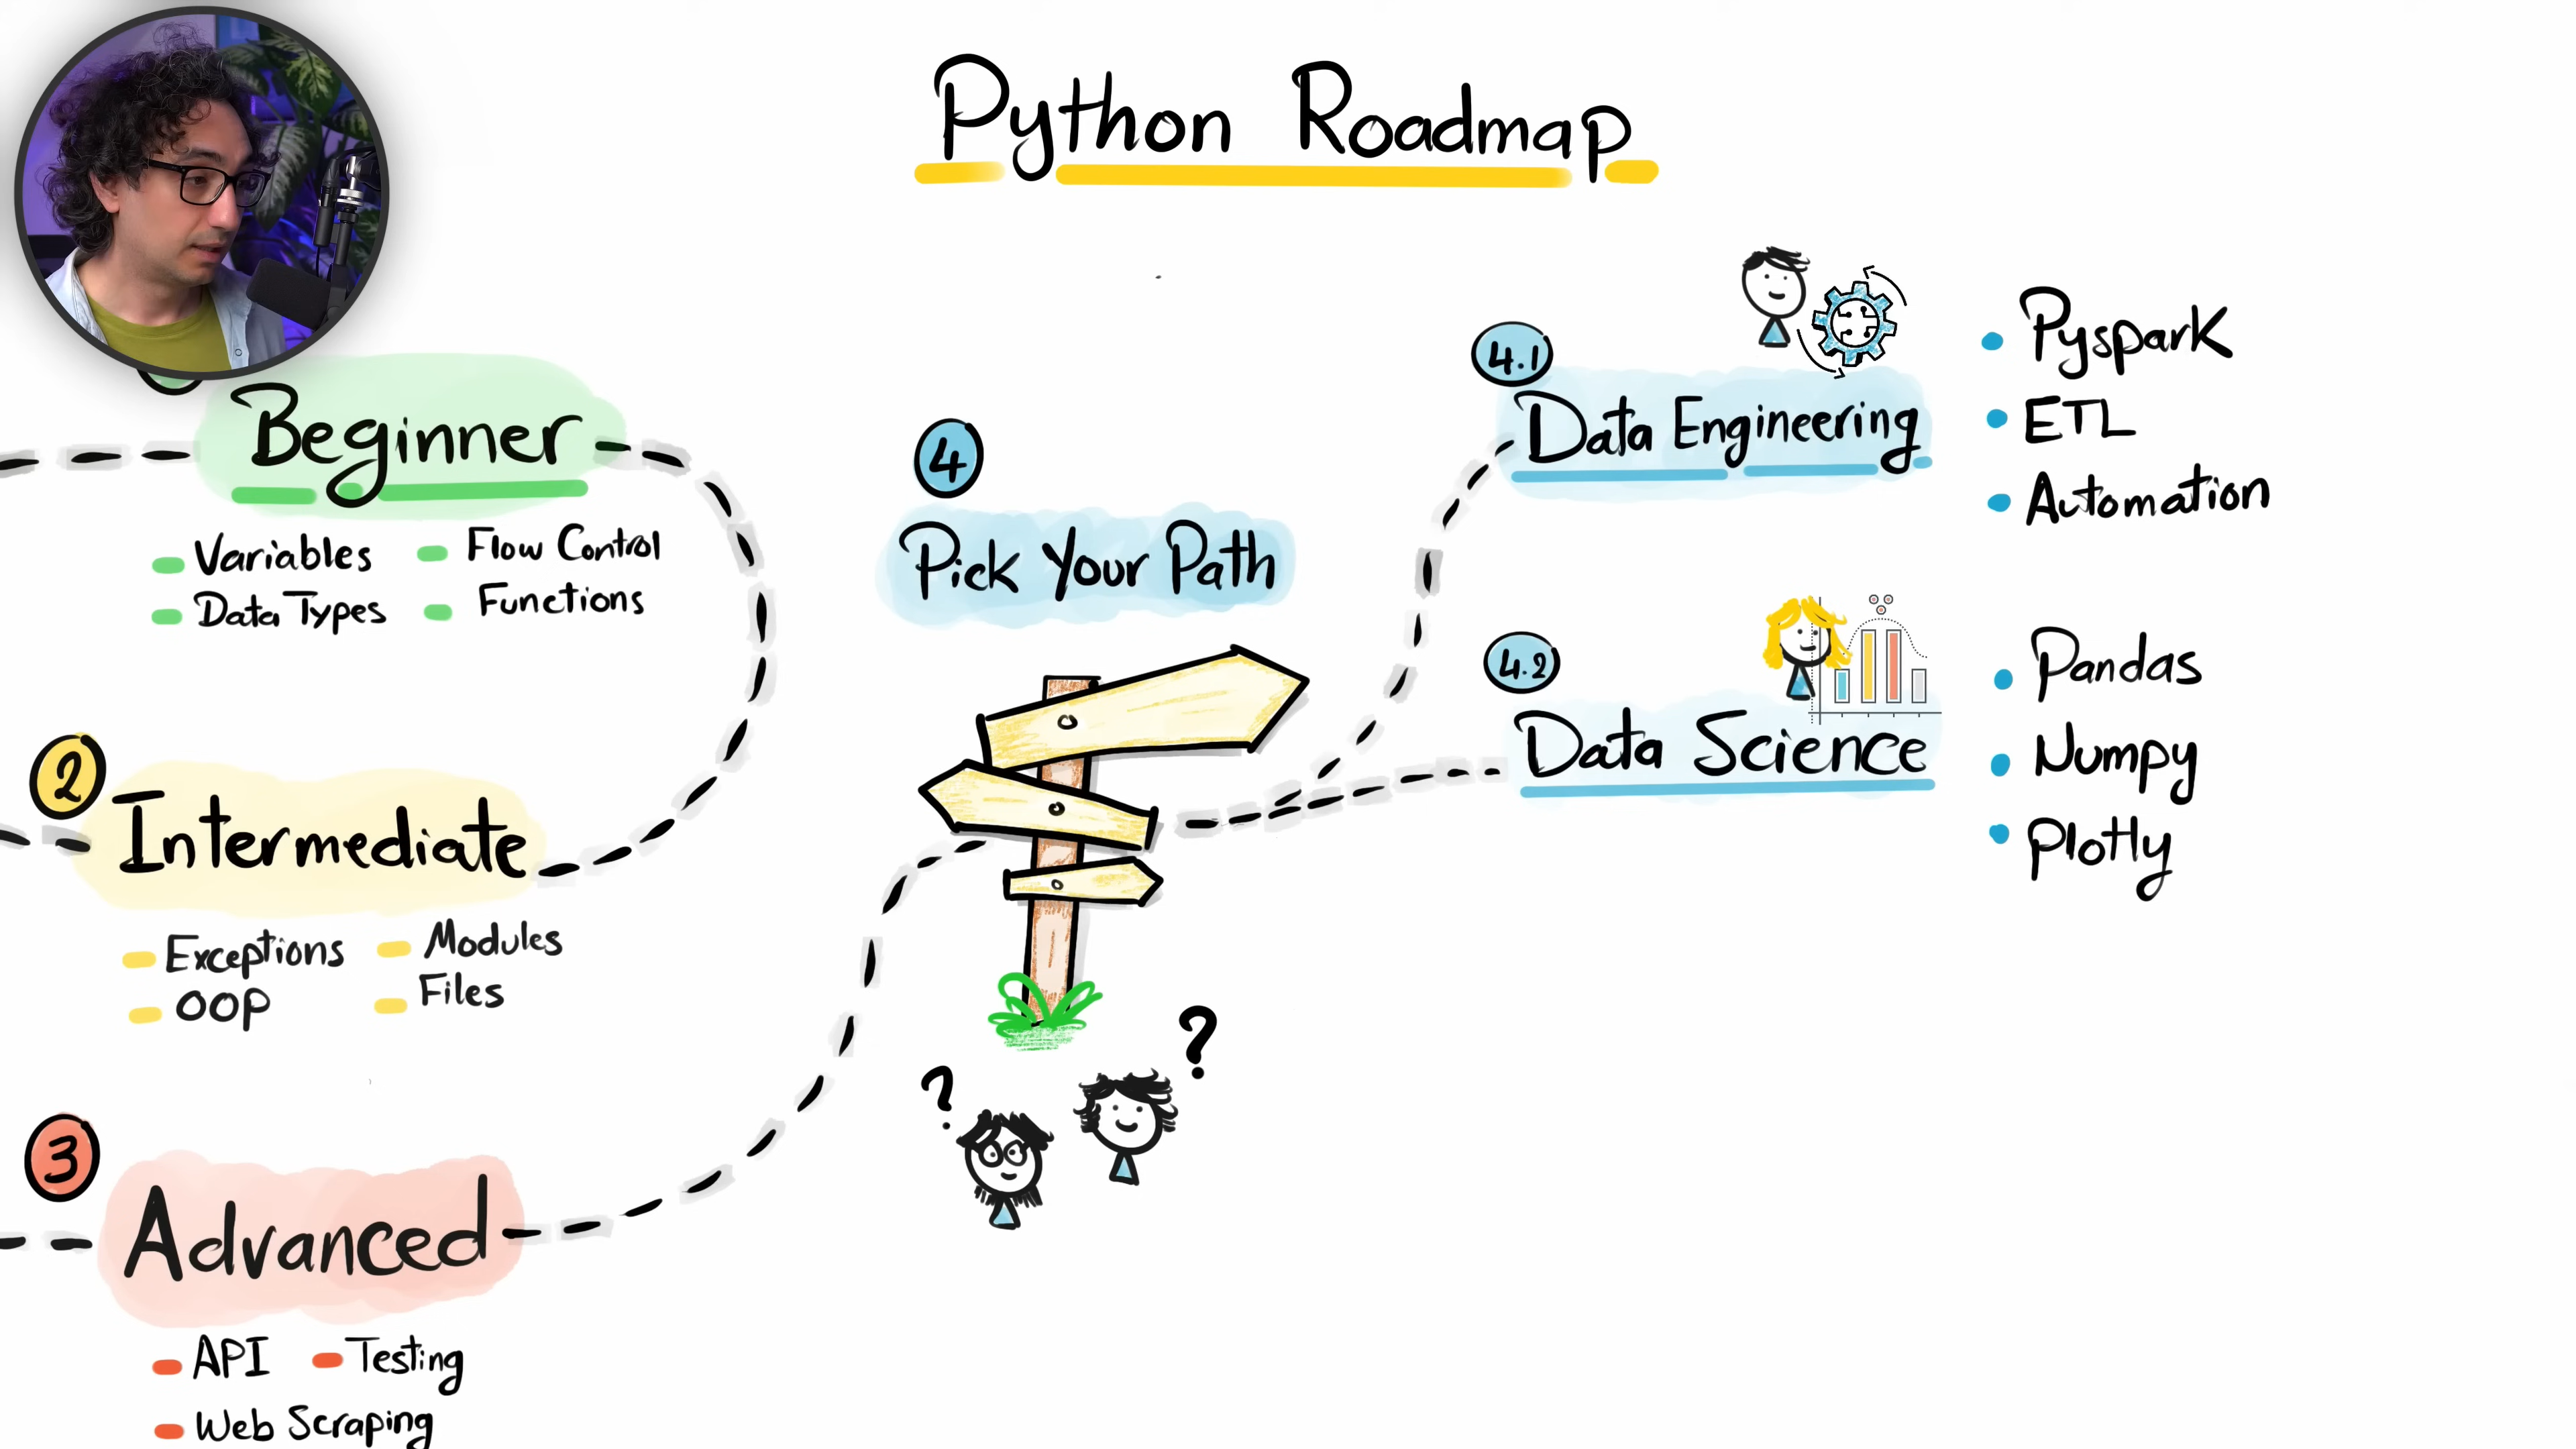 Python Roadmap
Beginner
Variables
Flow Control
Data Types
Functions
2
Intermediate
Exceptions
Modules
OOP
Files
3
Advanced
API
Testing
Web Scraping
4
Pick Your Path
?
?
4.1
Data Engineering
Pyspark
ETL
Automation
4.2
Data Science
Pandas
Numpy
Plotly